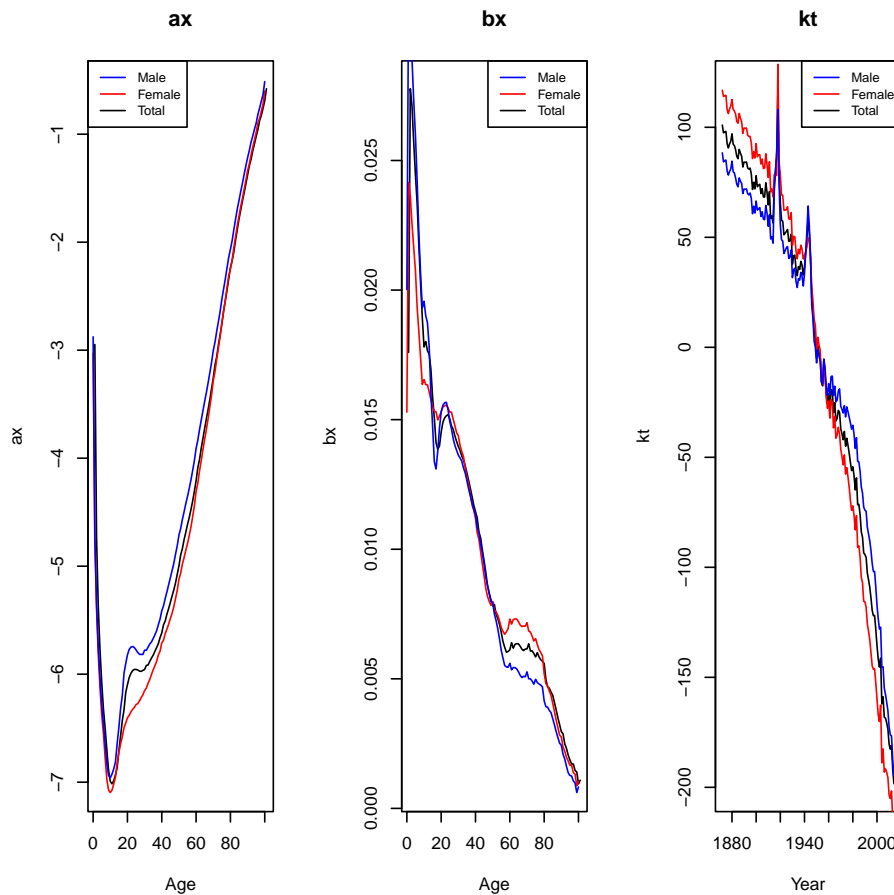 ax
Male
Female
Total
ax
-1
-2
-3
-4
-5
-6
-7
0 20 40 60 80
Age
bx
Male
Female
Total
bx
0.025
0.020
0.015
0.010
0.005
0.000
0 20 40 60 80
Age
kt
Male
Female
Total
kt
100
50
0
-50
-100
-150
-200
1880 1940 2000
Year